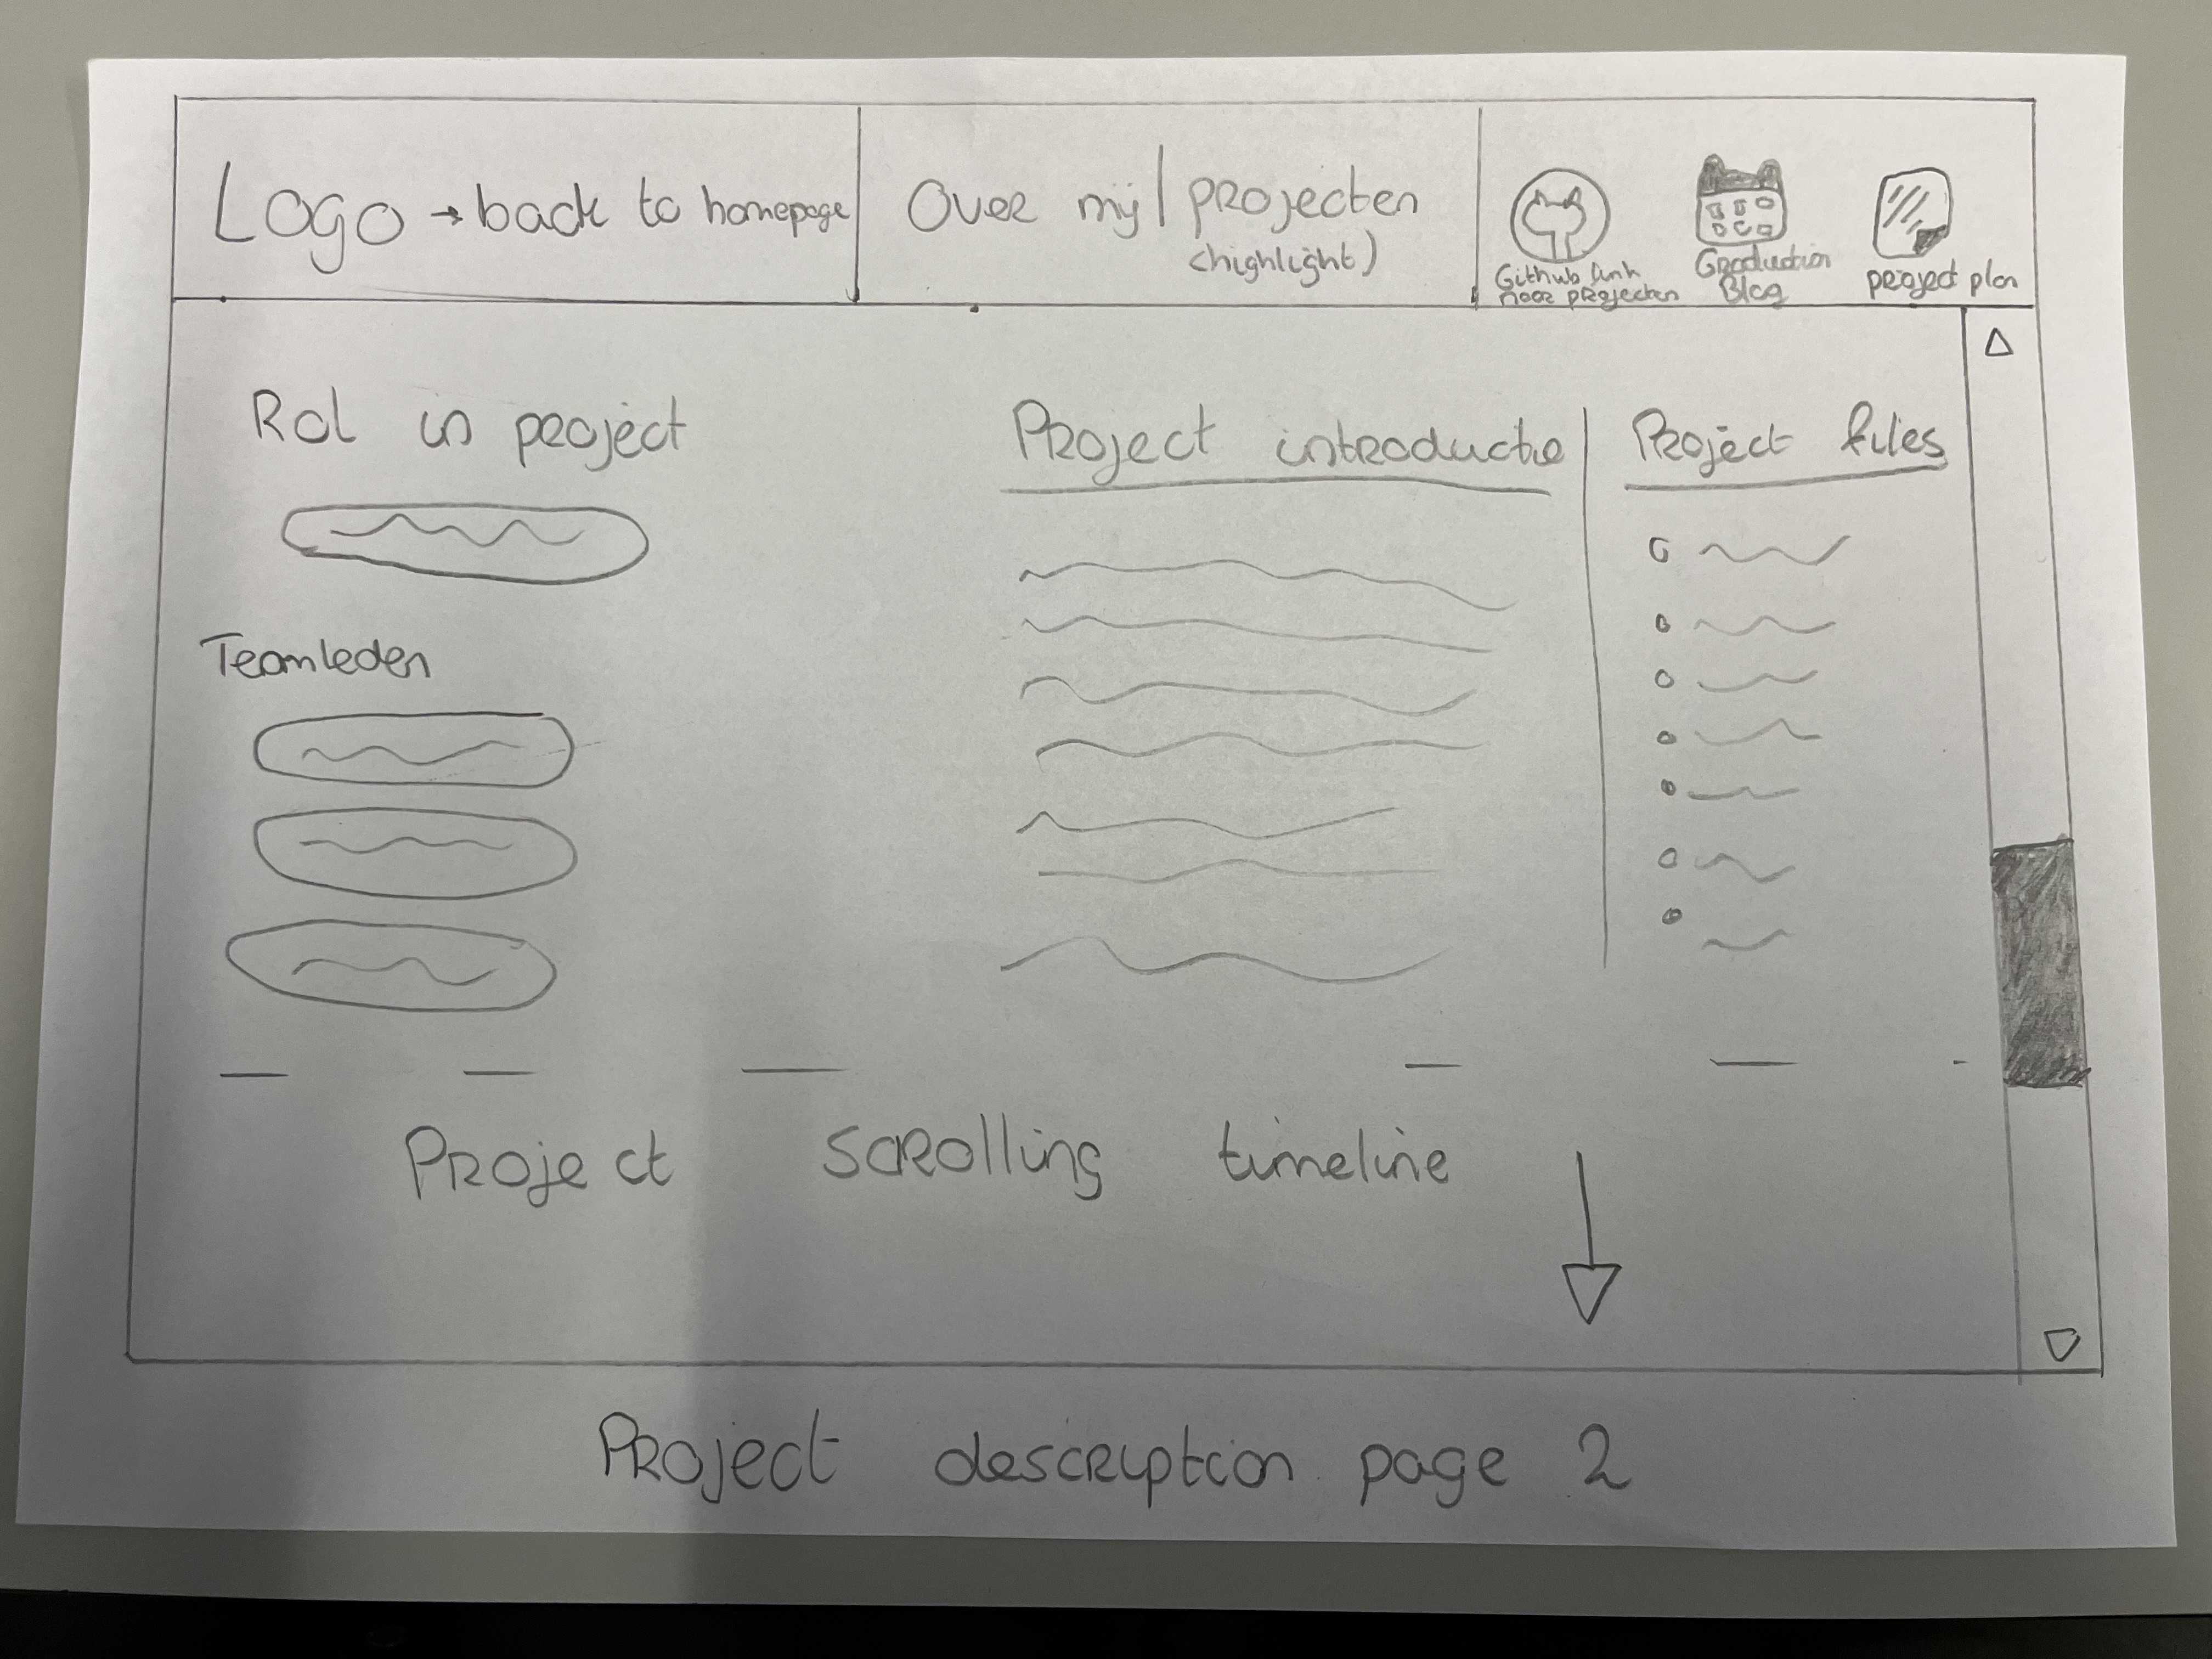 Logo → back to homepage
Over mij
projecten
(highlight)
Github link
naar projecten
Graduation
Blog
project plan
Rol in project
Teamleden
Project introductie
Project files
Project scrolling timeline
Project description page 2